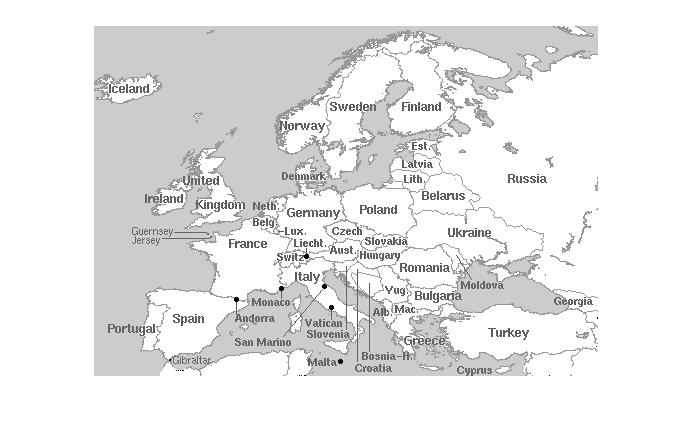 Iceland
Sweden
Finland
Norway
Est.
Latvia
Lith.
Denmark
Russia
United
Kingdom
Ireland
Belarus
Neth.
Germany
Poland
Belg.
Guernsey
Jersey
Lux.
Czech
Ukraine
France
Liecht.
Slovakia
Switz
Aust.
Hungary
Italy
Romania
Moldova
Monaco
Yug
Bulgaria
Georgia
Andorra
Spain
Portugal
San Marino
Vatican
Slovenia
Alb.
Mac.
Greece
Turkey
Gibraltar
Malta
Bosnia-H.
Croatia
Cyprus